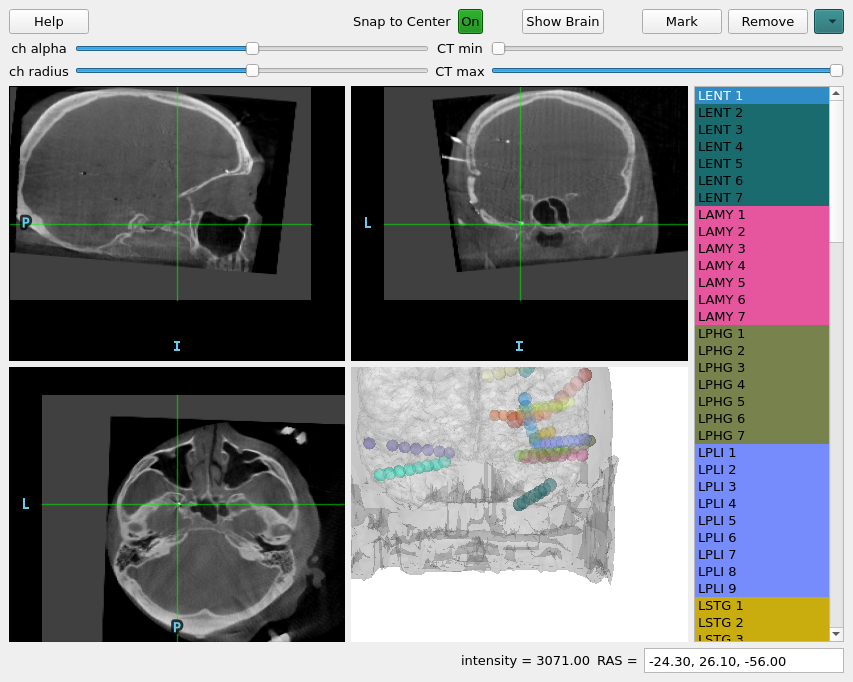 Help
Snap to Center
On
Show Brain
Mark
Remove
ch alpha
CT min
ch radius
CT max
P
I
L
I
L
P
LENT 1
LENT 2
LENT 3
LENT 4
LENT 5
LENT 6
LENT 7
LAMY 1
LAMY 2
LAMY 3
LAMY 4
LAMY 5
LAMY 6
LAMY 7
LPHG 1
LPHG 2
LPHG 3
LPHG 4
LPHG 5
LPHG 6
LPHG 7
LPLI 1
LPLI 2
LPLI 3
LPLI 4
LPLI 5
LPLI 6
LPLI 7
LPLI 8
LPLI 9
LSTG 1
LSTG 2
LSTG 3
intensity = 3071.00 RAS = -24.30, 26.10, -56.00